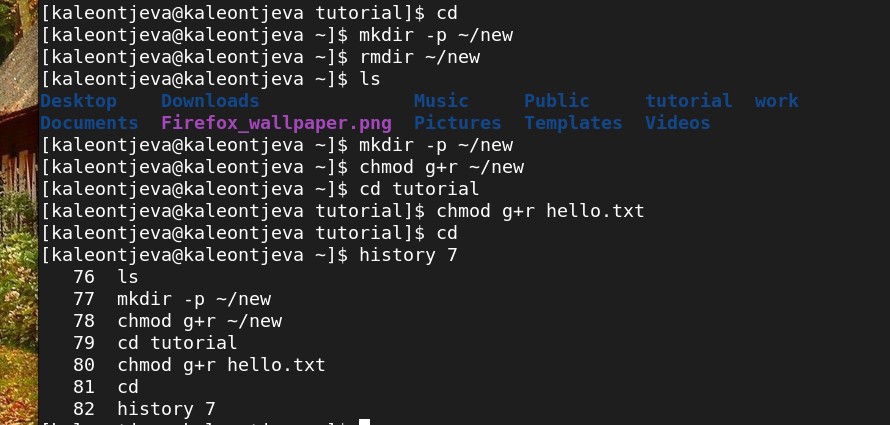 [kaleontjeva@kaleontjeva tutorial]$ cd
[kaleontjeva@kaleontjeva ~]$ mkdir -p ~/new
[kaleontjeva@kaleontjeva ~]$ rmdir ~/new
[kaleontjeva@kaleontjeva ~]$ ls
Desktop    Downloads              Music     Public     tutorial  work
Documents  Firefox_wallpaper.png  Pictures  Templates  Videos
[kaleontjeva@kaleontjeva ~]$ mkdir -p ~/new
[kaleontjeva@kaleontjeva ~]$ chmod g+r ~/new
[kaleontjeva@kaleontjeva ~]$ cd tutorial
[kaleontjeva@kaleontjeva tutorial]$ chmod g+r hello.txt
[kaleontjeva@kaleontjeva tutorial]$ cd
[kaleontjeva@kaleontjeva ~]$ history 7
   76  ls
   77  mkdir -p ~/new
   78  chmod g+r ~/new
   79  cd tutorial
   80  chmod g+r hello.txt
   81  cd
   82  history 7